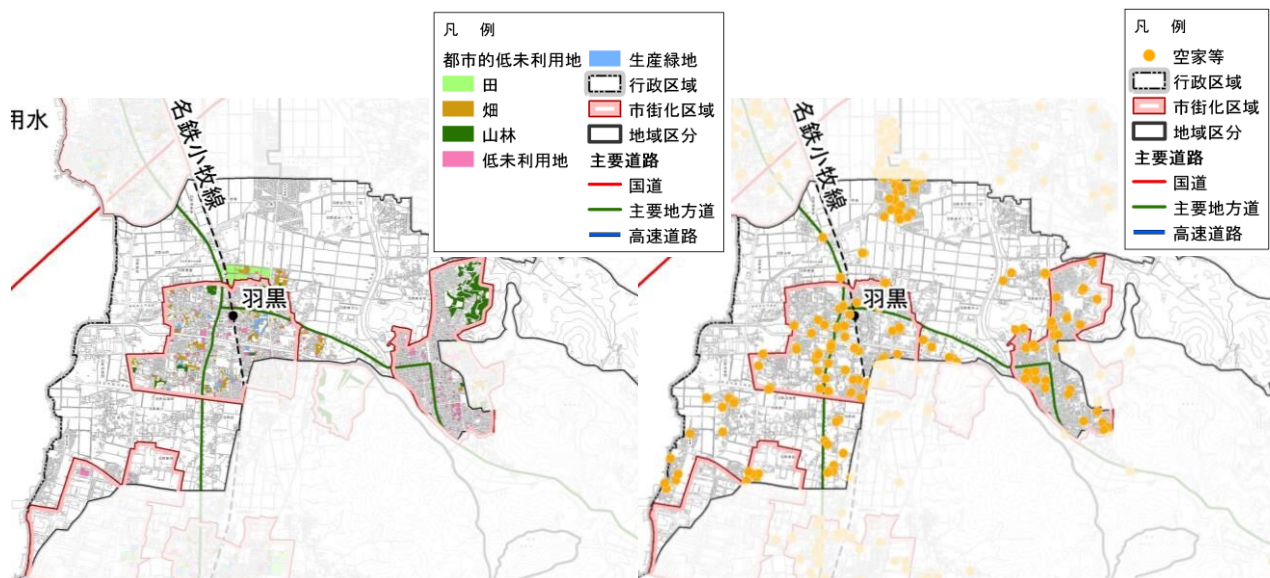 凡 例
都市的低未利用地
田
畑
山林
低未利用地
生産緑地
行政区域
市街化区域
地域区分
主要道路
国道
主要地方道
高速道路
用水
名鉄小牧線
羽黒
凡 例
空家等
行政区域
市街化区域
地域区分
主要道路
国道
主要地方道
高速道路
名鉄小牧線
羽黒